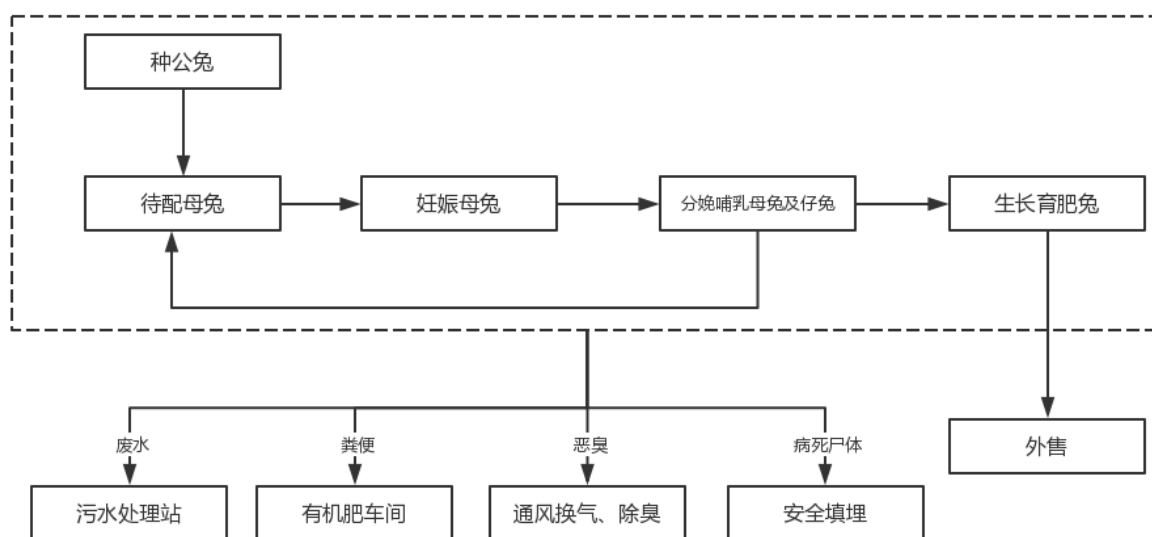 种公兔
待配母兔
妊娠母兔
分娩哺乳母兔及仔兔
生长育肥兔
废水
粪便
恶臭
病死尸体
外售
污水处理站
有机肥车间
通风换气、除臭
安全填埋